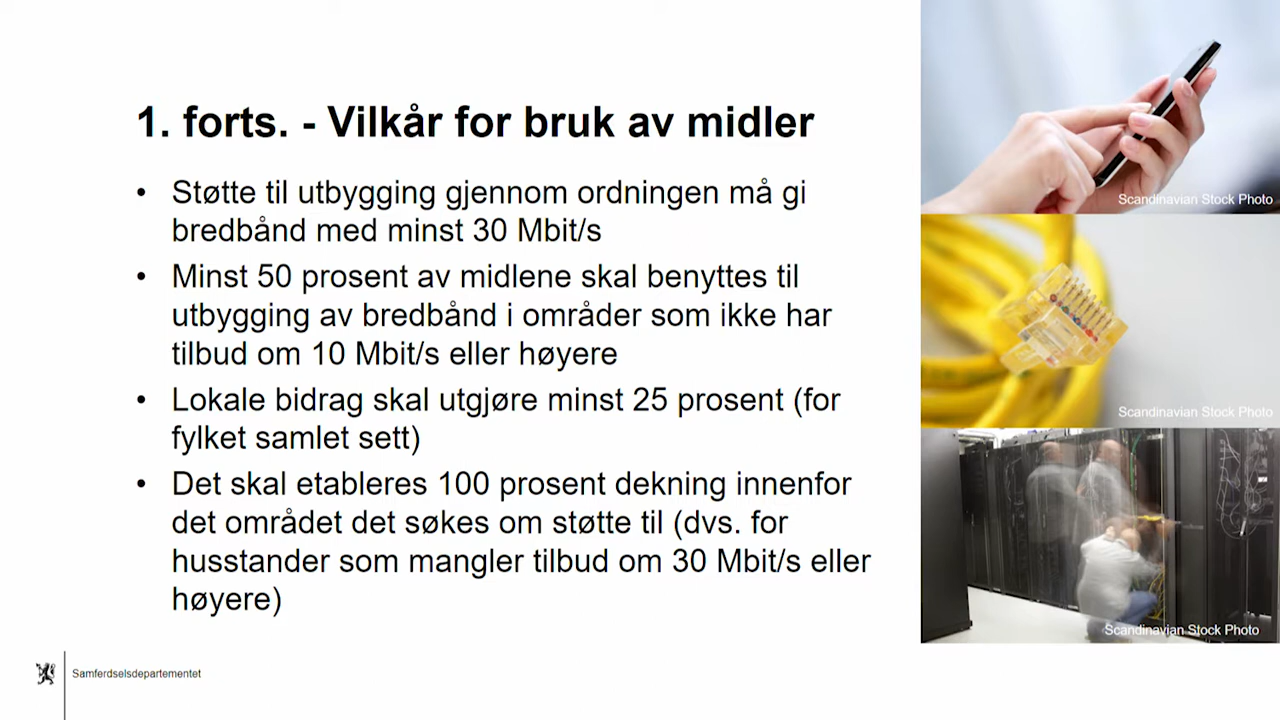 1. forts. - Vilkår for bruk av midler
• Støtte til utbygging gjennom ordningen må gi
bredbånd med minst 30 Mbit/s
• Minst 50 prosent av midlene skal benyttes til
utbygging av bredbånd i områder som ikke har
tilbud om 10 Mbit/s eller høyere
• Lokale bidrag skal utgjøre minst 25 prosent (for
fylket samlet sett)
• Det skal etableres 100 prosent dekning innenfor
det området det søkes om støtte til (dvs. for
husstander som mangler tilbud om 30 Mbit/s eller
høyere)
Scandinavian Stock Photo
Scandinavian Stock Photo
Scandinavian Stock Photo
Samferdselsdepartementet